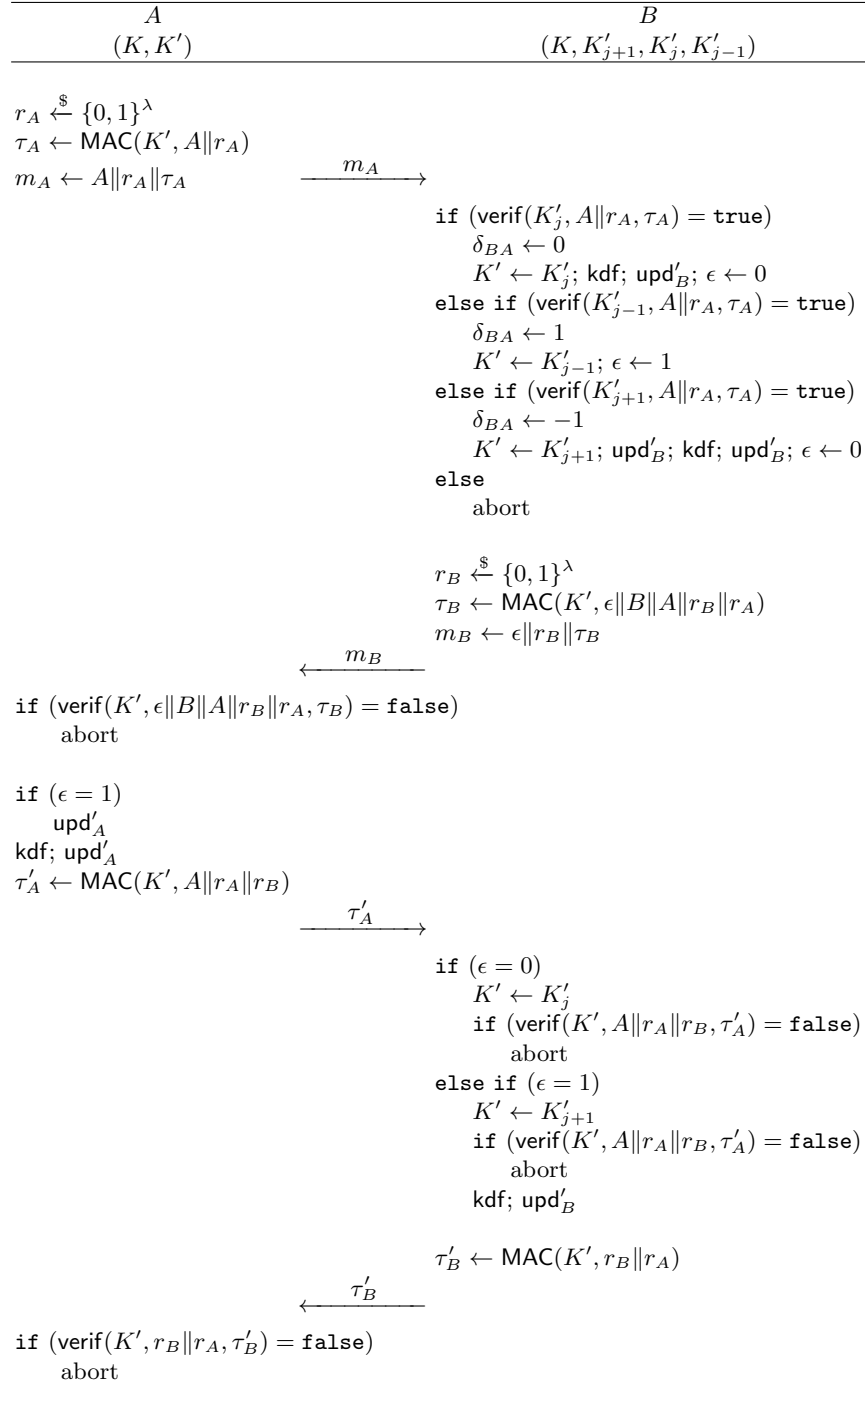 A B
(K, K′) (K, K′ⱼ₊₁, K′ⱼ, K′ⱼ₋₁)
r_A ←$ {0, 1}^λ
τ_A ← MAC(K′, A∥r_A)
m_A ← A∥r_A∥τ_A
m_A
if (verif(K′_j, A∥r_A, τ_A) = true)
δ_BA ← 0
K′ ← K′_j; kdf; upd′_B; ϵ ← 0
else if (verif(K′_{j−1}, A∥r_A, τ_A) = true)
δ_BA ← 1
K′ ← K′_{j−1}; ϵ ← 1
else if (verif(K′_{j+1}, A∥r_A, τ_A) = true)
δ_BA ← −1
K′ ← K′_{j+1}; upd′_B; kdf; upd′_B; ϵ ← 0
else
abort
r_B ←$ {0, 1}^λ
τ_B ← MAC(K′, ϵ∥B∥A∥r_B∥r_A)
m_B ← ϵ∥r_B∥τ_B
m_B
if (verif(K′, ϵ∥B∥A∥r_B∥r_A, τ_B) = false)
abort
if (ϵ = 1)
upd′_A
kdf; upd′_A
τ′_A ← MAC(K′, A∥r_A∥r_B)
τ′_A
if (ϵ = 0)
K′ ← K′_j
if (verif(K′, A∥r_A∥r_B, τ′_A) = false)
abort
else if (ϵ = 1)
K′ ← K′_{j+1}
if (verif(K′, A∥r_A∥r_B, τ′_A) = false)
abort
kdf; upd′_B
τ′_B ← MAC(K′, r_B∥r_A)
τ′_B
if (verif(K′, r_B∥r_A, τ′_B) = false)
abort